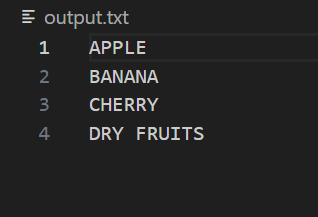 output.txt
1 APPLE
2 BANANA
3 CHERRY
4 DRY FRUITS